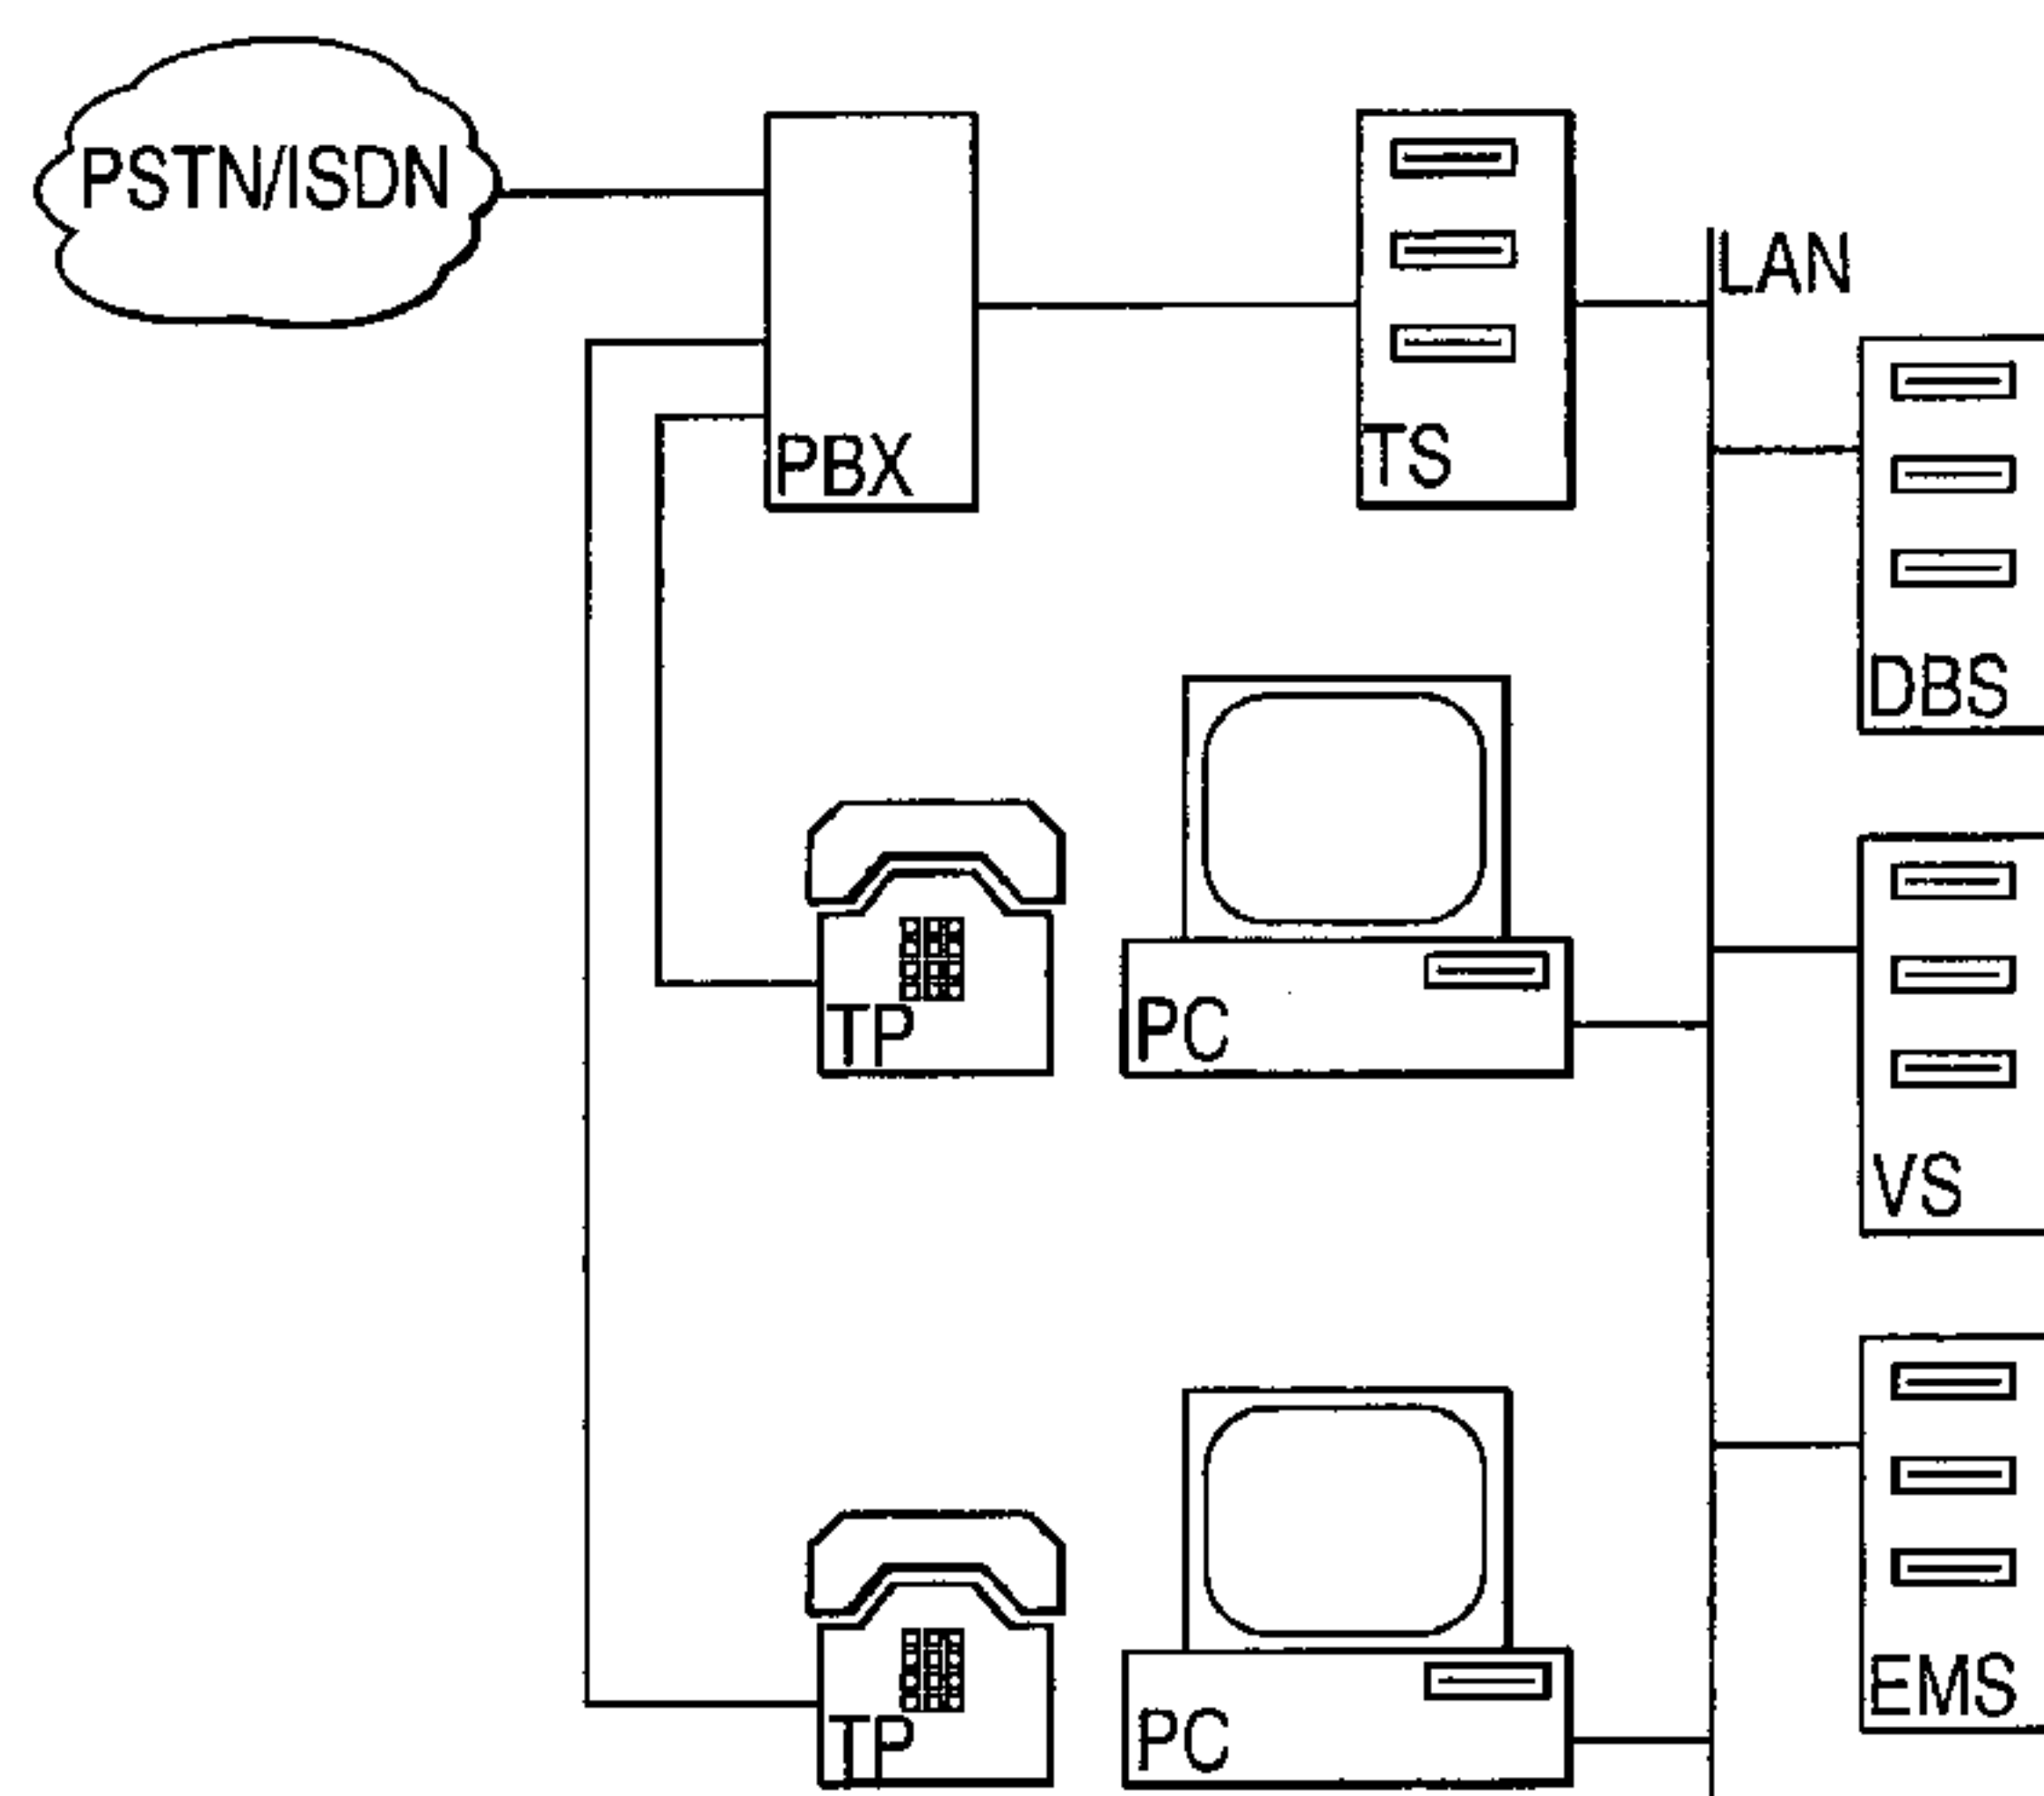 PSTN/ISDN
PBX
TS
LAN
DBS
TP
PC
VS
TP
PC
EMS